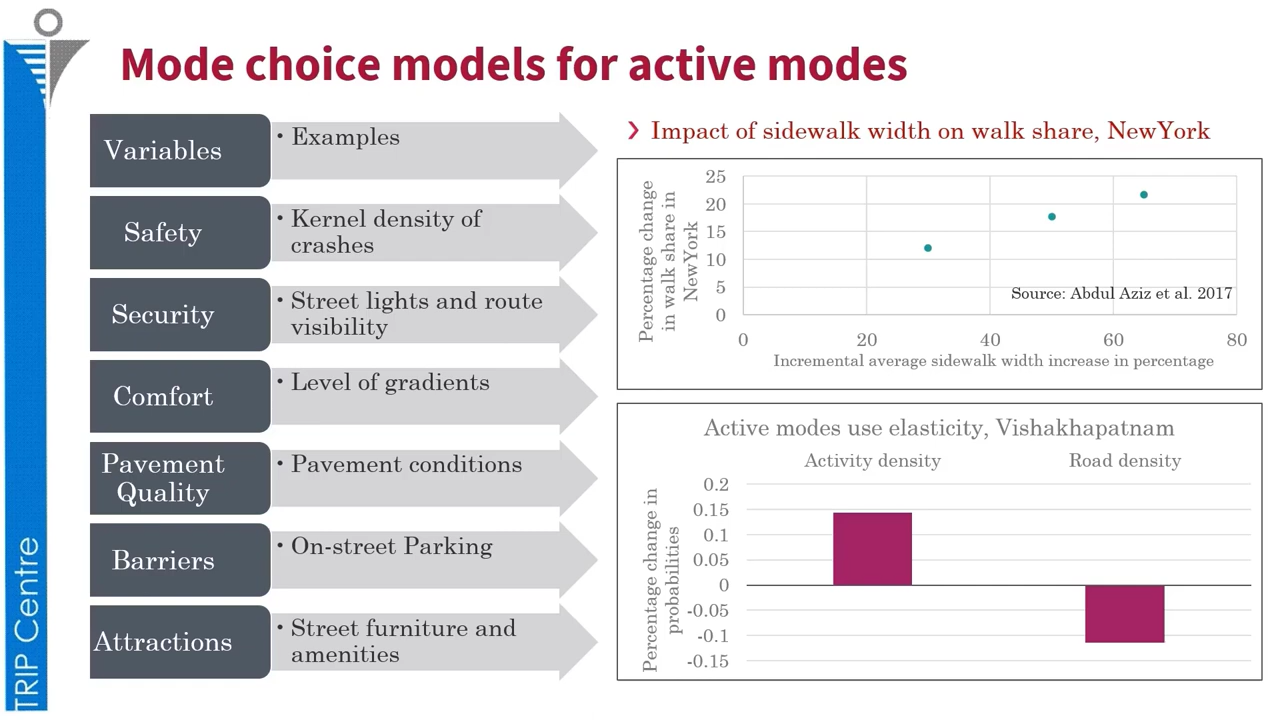 Mode choice models for active modes
Variables
• Examples
Safety
• Kernel density of
crashes
Security
• Street lights and route
visibility
Comfort
• Level of gradients
Pavement
Quality
• Pavement conditions
Barriers
• On-street Parking
Attractions
• Street furniture and
amenities
Impact of sidewalk width on walk share, NewYork
Percentage change
in walk share in
NewYork
25
20
15
10
5
0
Source: Abdul Aziz et al. 2017
0 20 40 60 80
Incremental average sidewalk width increase in percentage
Active modes use elasticity, Vishakhapatnam
Activity density Road density
Percentage change in
probabilities
0.2
0.15
0.1
0.05
0
-0.05
-0.1
-0.15
TRIP Centre